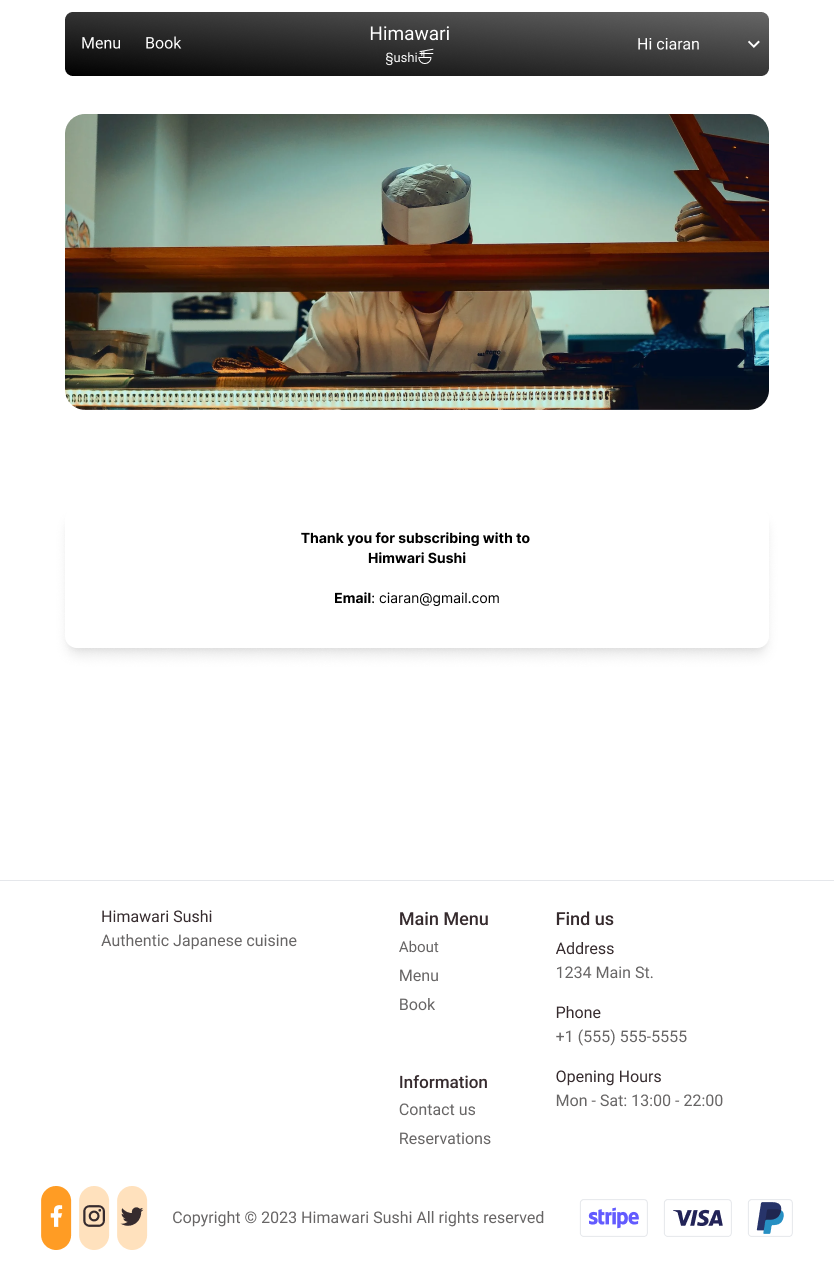 Menu
Book
Himawari
Hi ciaran
Thank you for subscribing with to
Himwari Sushi
Email: ciaran@gmail.com
Himawari Sushi
Authentic Japanese cuisine
Main Menu
About
Menu
Book
Information
Contact us
Reservations
Find us
Address
1234 Main St.
Phone
+1 (555) 555-5555
Opening Hours
Mon - Sat: 13:00 - 22:00
Copyright © 2023 Himawari Sushi All rights reserved
stripe
VISA